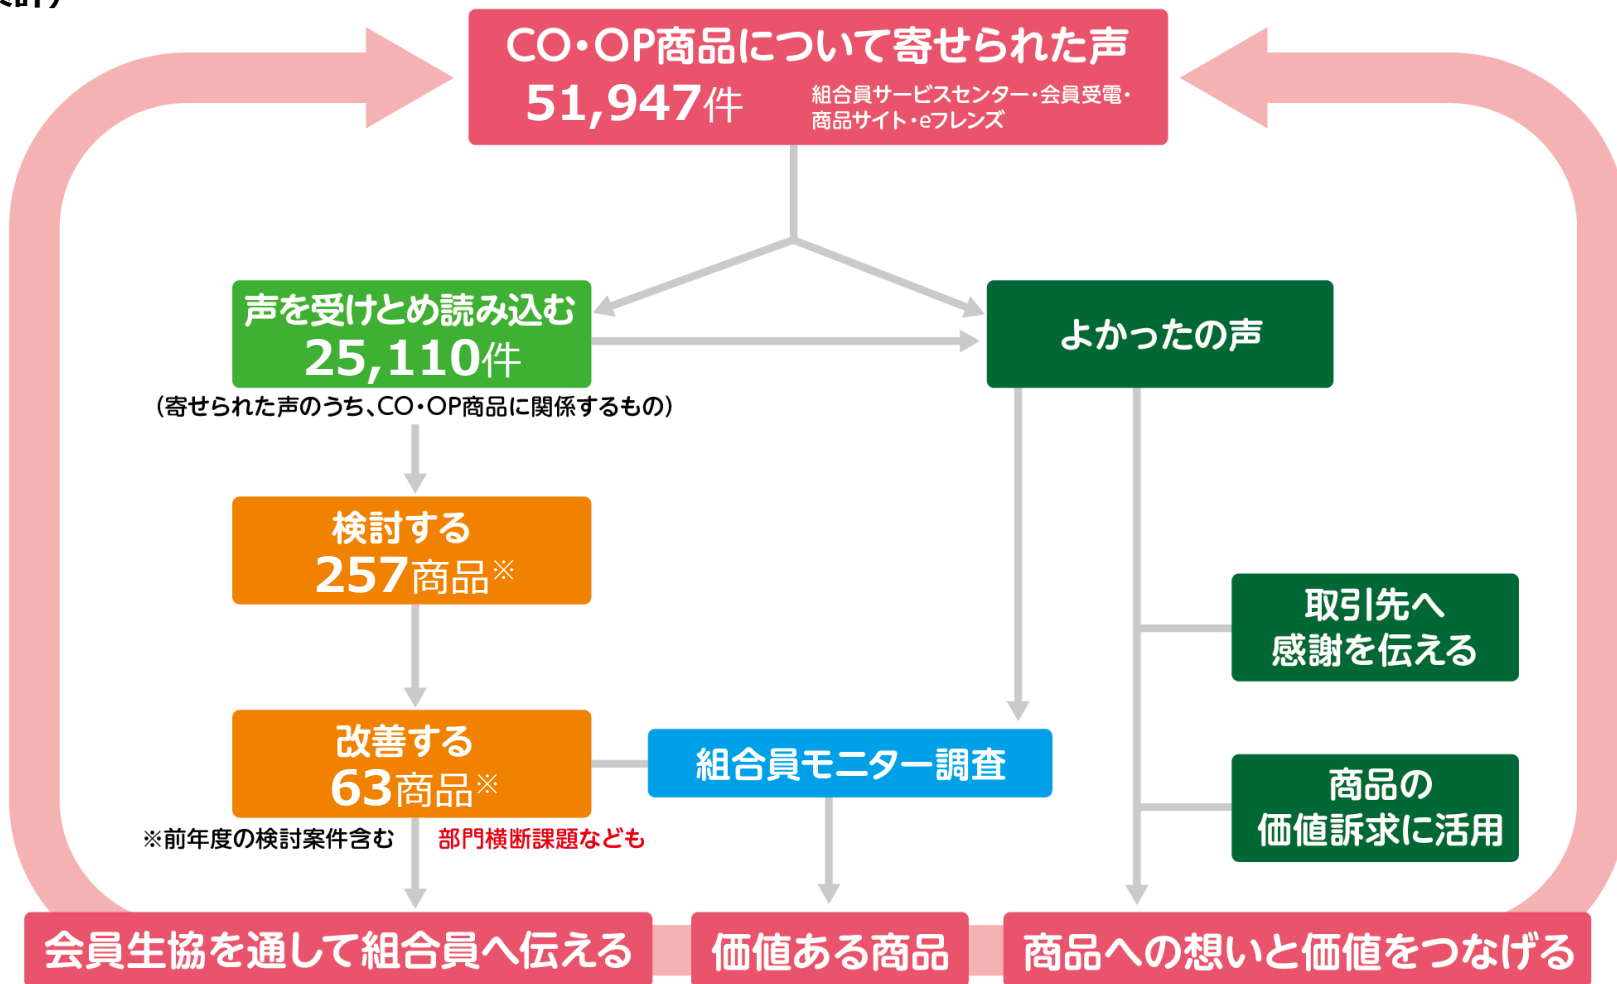 CO・OP商品について寄せられた声
51,947件
組合員サービスセンター・会員受電・
商品サイト・eフレンズ
声を受けとめ読み込む
25,110件
(寄せられた声のうち、CO・OP商品に関係するもの)
よかったの声
検討する
257商品※
取引先へ
感謝を伝える
改善する
63商品※
※前年度の検討案件含む
部門横断課題なども
組合員モニター調査
商品の
価値訴求に活用
会員生協を通して組合員へ伝える
価値ある商品
商品への想いと価値をつなげる